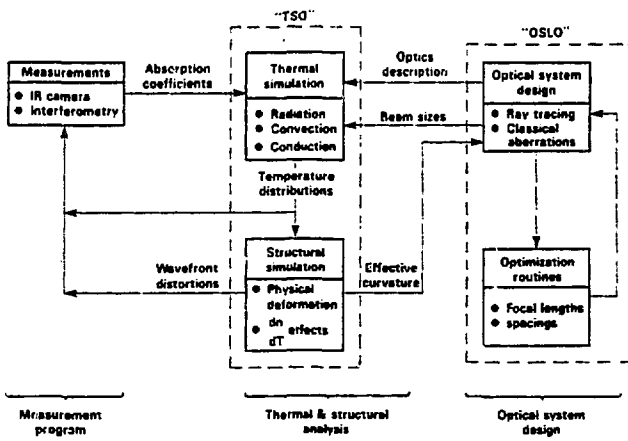 "TSG"
"OSLO"
Measurements
● IR camera
● Interferometry
Absorption
coefficients
Thermal
simulation
● Radiation
● Convection
● Conduction
Optics
description
Beam sizes
Optical system
design
● Ray tracing
● Classical
aberrations
Temperature
distributions
Wavefront
distortions
Structural
simulation
● Physical
deformation
● dn
dT effects
Effective
curvature
Optimization
routines
● Focal lengths
● spacings
Measurement
program
Thermal & structural
analysis
Optical system
design